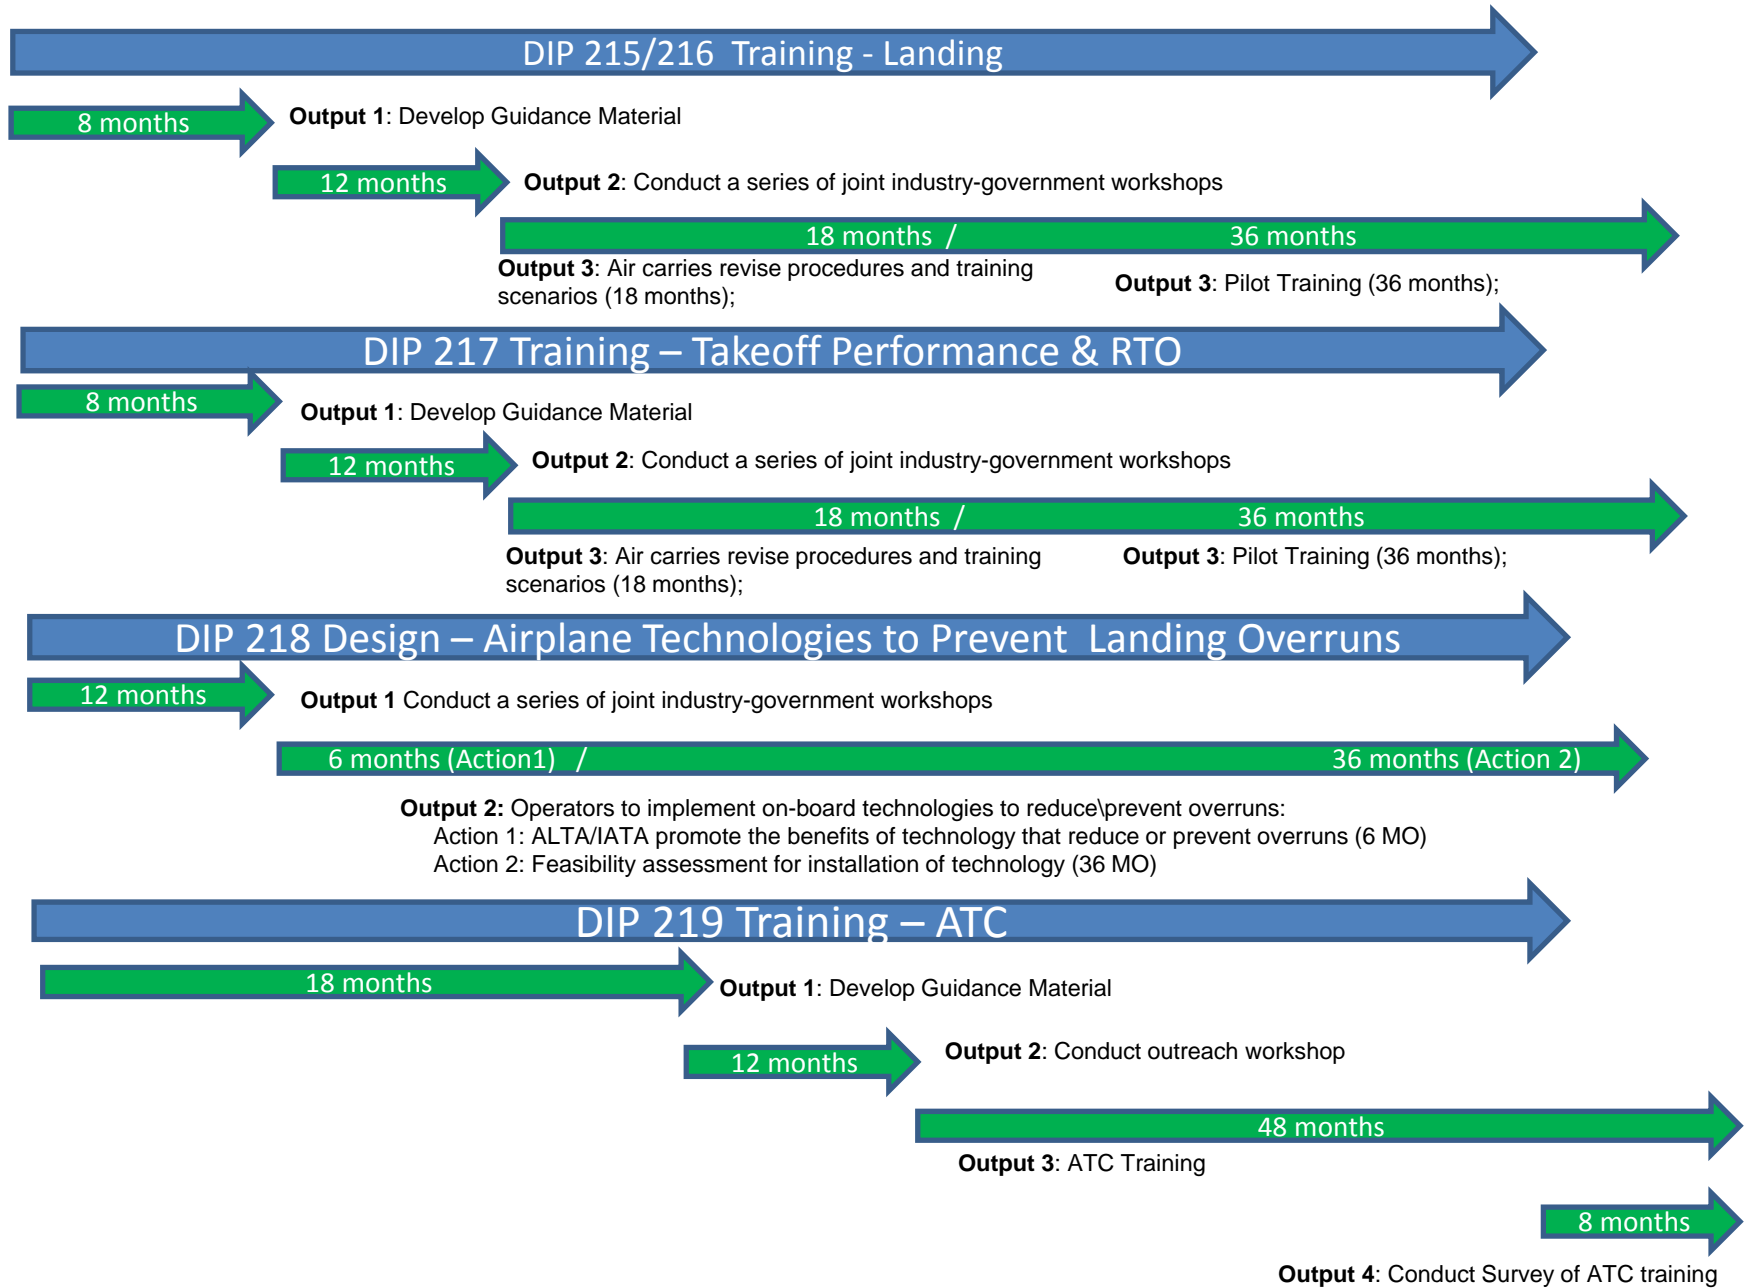 DIP 215/216 Training - Landing
8 months
Output 1: Develop Guidance Material
12 months
Output 2: Conduct a series of joint industry-government workshops
18 months / 36 months
Output 3: Air carries revise procedures and training
scenarios (18 months);
Output 3: Pilot Training (36 months);
DIP 217 Training – Takeoff Performance & RTO
8 months
Output 1: Develop Guidance Material
12 months
Output 2: Conduct a series of joint industry-government workshops
18 months / 36 months
Output 3: Air carries revise procedures and training
scenarios (18 months);
Output 3: Pilot Training (36 months);
DIP 218 Design – Airplane Technologies to Prevent Landing Overruns
12 months
Output 1 Conduct a series of joint industry-government workshops
6 months (Action1) / 36 months (Action 2)
Output 2: Operators to implement on-board technologies to reduce\prevent overruns:
Action 1: ALTA/IATA promote the benefits of technology that reduce or prevent overruns (6 MO)
Action 2: Feasibility assessment for installation of technology (36 MO)
DIP 219 Training – ATC
18 months
Output 1: Develop Guidance Material
12 months
Output 2: Conduct outreach workshop
48 months
Output 3: ATC Training
8 months
Output 4: Conduct Survey of ATC training